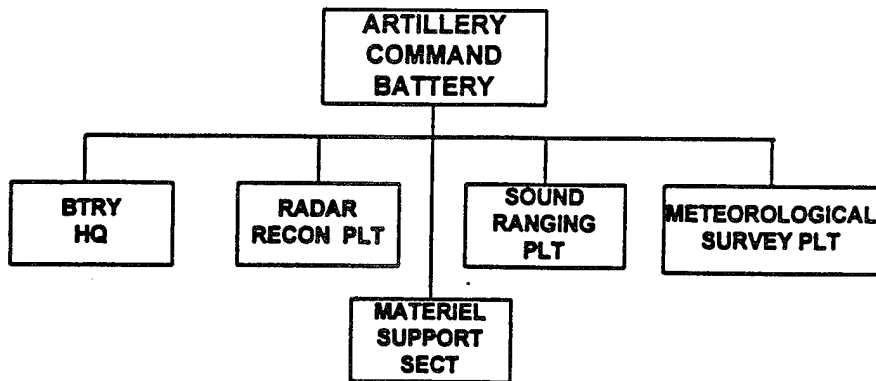 ARTILLERY
COMMAND
BATTERY
BTRY
HQ
RADAR
RECON PLT
SOUND
RANGING
PLT
METEOROLOGICAL
SURVEY PLT
MATERIEL
SUPPORT
SECT